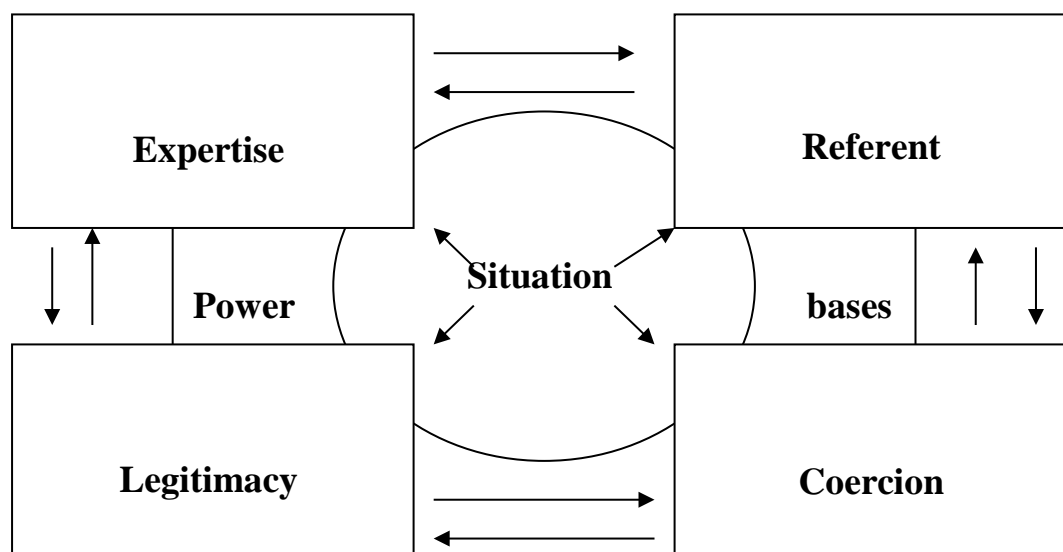 Expertise
Referent
Situation
Power
bases
Legitimacy
Coercion